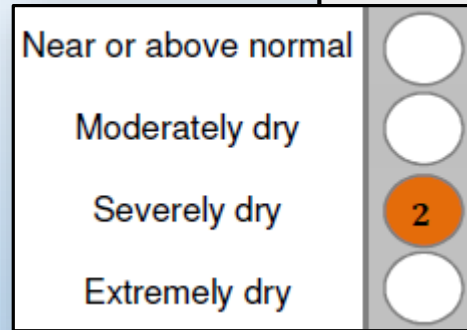 Near or above normal
Moderately dry
Severely dry 2
Extremely dry